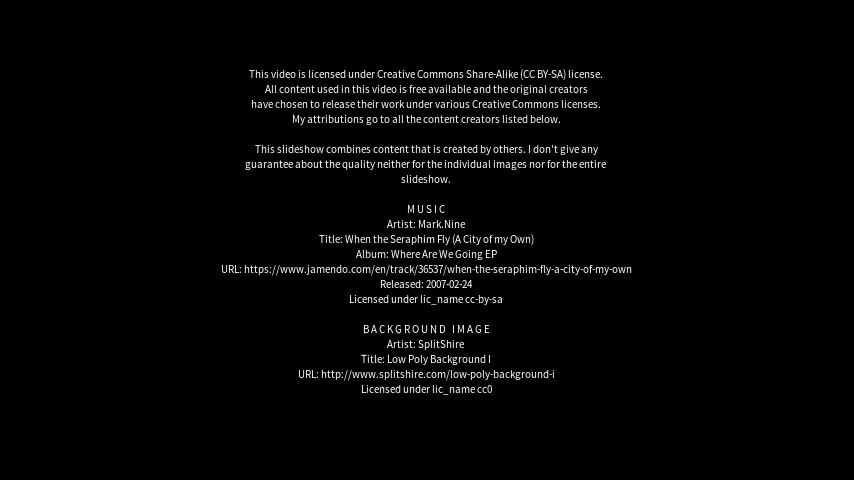 This video is licensed under Creative Commons Share-Alike (CC BY-SA) license.
All content used in this video is free available and the original creators
have chosen to release their work under various Creative Commons licenses.
My attributions go to all the content creators listed below.
This slideshow combines content that is created by others. I don't give any
guarantee about the quality neither for the individual images nor for the entire
slideshow.
MUSIC
Artist: Mark.Nine
Title: When the Seraphim Fly (A City of my Own)
Album: Where Are We Going EP
URL: https://www.jamendo.com/en/track/36537/when-the-seraphim-fly-a-city-of-my-own
Released: 2007-02-24
Licensed under lic_name cc-by-sa
BACKGROUND IMAGE
Artist: SplitShire
Title: Low Poly Background I
URL: http://www.splitshire.com/low-poly-background-i
Licensed under lic_name cc0